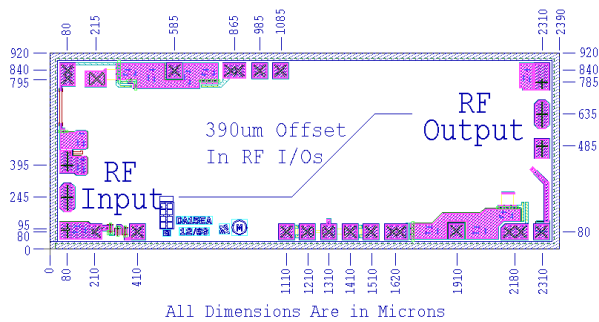 80 215 585 865 985 1085 2310 2390
920 920
840 840
795 785
RF
390um Offset
Output
635
In RF I/Os
485
395
RF
245
Input
245
95
80 80
0
0 80 210 410 1110 1210 1310 1410 1510 1620 1910 2180 2310
All Dimensions Are in Microns